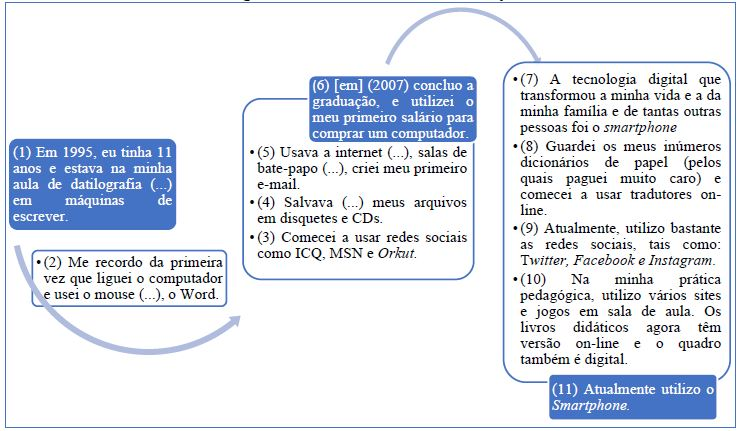 (1) Em 1995, eu tinha 11
anos e estava na minha
aula de datilografia (...)
em máquinas de
escrever.
• (2) Me recordo da primeira
vez que liguei o computador
e usei o mouse (...), o Word.
(6) [em] (2007) concluo a
graduação, e utilizei o
meu primeiro salário para
comprar um computador.
• (5) Usava a internet (...), salas de
bate-papo (...), criei meu primeiro
e-mail.
• (4) Salvava (...) meus arquivos
em disquetes e CDs.
• (3) Comecei a usar redes sociais
como ICQ, MSN e Orkut.
• (7) A tecnologia digital que
transformou a minha vida e a da
minha família e de tantas outras
pessoas foi o smartphone
• (8) Guardei os meus inúmeros
dicionários de papel (pelos
quais paguei muito caro) e
comecei a usar tradutores on-
line.
• (9) Atualmente, utilizo bastante
as redes sociais, tais como:
Twitter, Facebook e Instagram.
• (10) Na minha prática
pedagógica, utilizo vários sites
e jogos em sala de aula. Os
livros didáticos agora têm
versão on-line e o quadro
também é digital.
(11) Atualmente utilizo o
Smartphone.